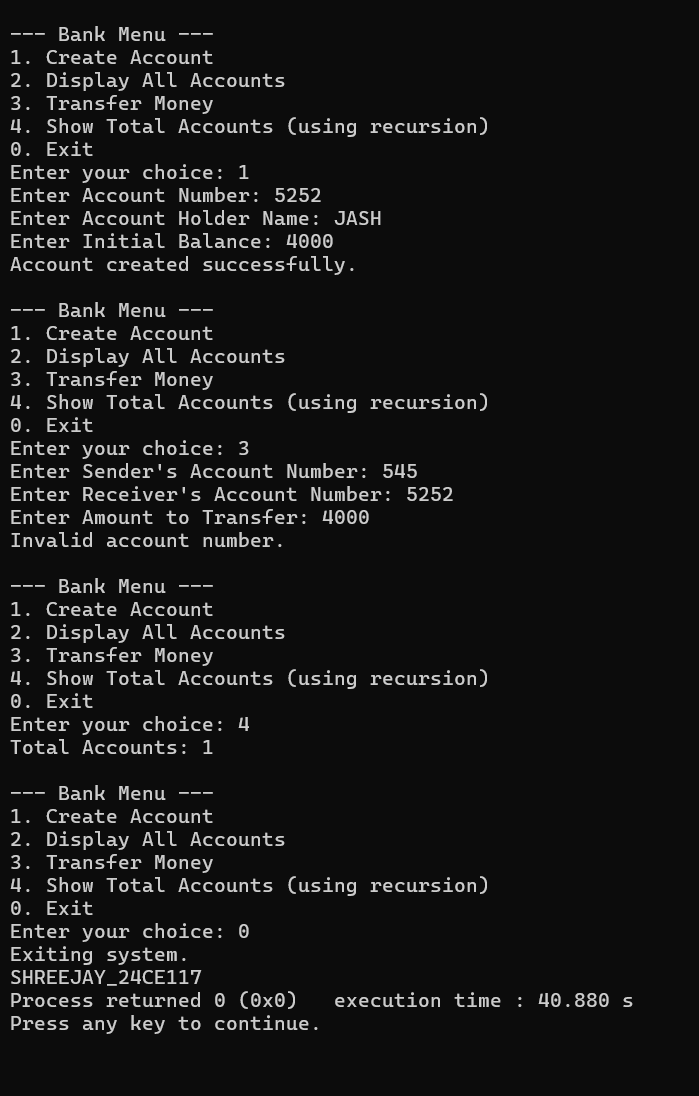 --- Bank Menu ---
1. Create Account
2. Display All Accounts
3. Transfer Money
4. Show Total Accounts (using recursion)
0. Exit
Enter your choice: 1
Enter Account Number: 5252
Enter Account Holder Name: JASH
Enter Initial Balance: 4000
Account created successfully.

--- Bank Menu ---
1. Create Account
2. Display All Accounts
3. Transfer Money
4. Show Total Accounts (using recursion)
0. Exit
Enter your choice: 3
Enter Sender's Account Number: 545
Enter Receiver's Account Number: 5252
Enter Amount to Transfer: 4000
Invalid account number.

--- Bank Menu ---
1. Create Account
2. Display All Accounts
3. Transfer Money
4. Show Total Accounts (using recursion)
0. Exit
Enter your choice: 4
Total Accounts: 1

--- Bank Menu ---
1. Create Account
2. Display All Accounts
3. Transfer Money
4. Show Total Accounts (using recursion)
0. Exit
Enter your choice: 0
Exiting system.
SHREEJAY_24CE117
Process returned 0 (0x0)   execution time : 40.880 s
Press any key to continue.